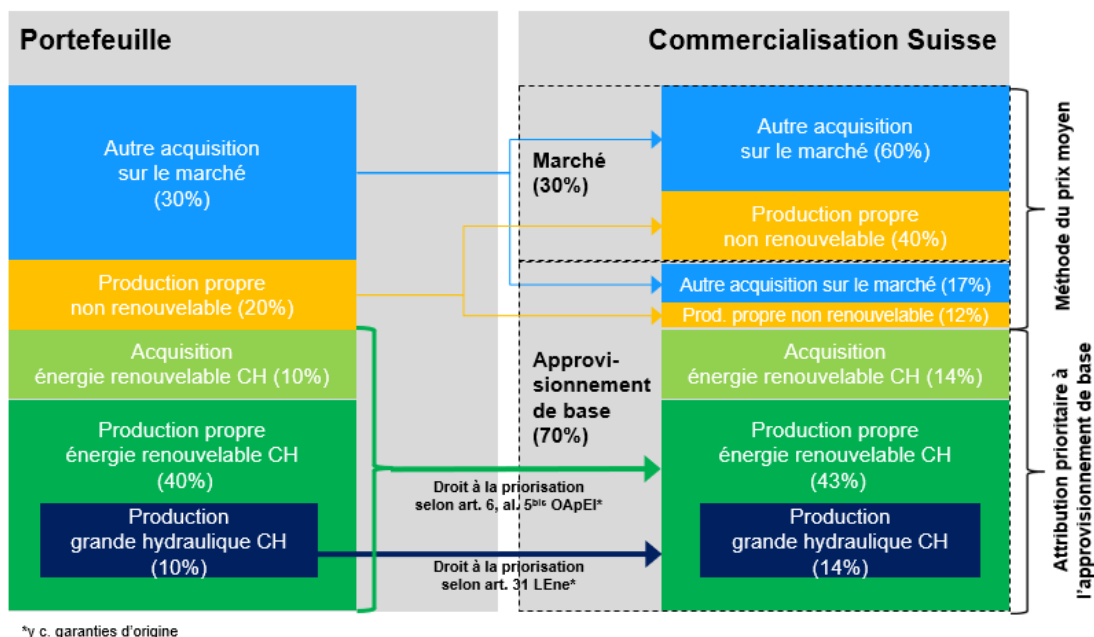 Portefeuille
Commercialisation Suisse
Autre acquisition
sur le marché
(30%)
Production propre
non renouvelable (20%)
Acquisition
énergie renouvelable CH (10%)
Production propre
énergie renouvelable CH
(40%)
Production
grande hydraulique CH
(10%)
Droit à la priorisation
selon art. 6, al. 5bis OApEl*
Droit à la priorisation
selon art. 31 LEne*
Marché
(30%)
Approvi-
sionnement
de base
(70%)
Autre acquisition
sur le marché (60%)
Production propre
non renouvelable (40%)
Autre acquisition sur le marché (17%)
Prod. propre non renouvelable (12%)
Acquisition
énergie renouvelable CH (14%)
Production propre
énergie renouvelable CH
(43%)
Production
grande hydraulique CH
(14%)
Méthode du prix moyen
Attribution prioritaire à
l'approvisionnement de base
*y c. garanties d'origine